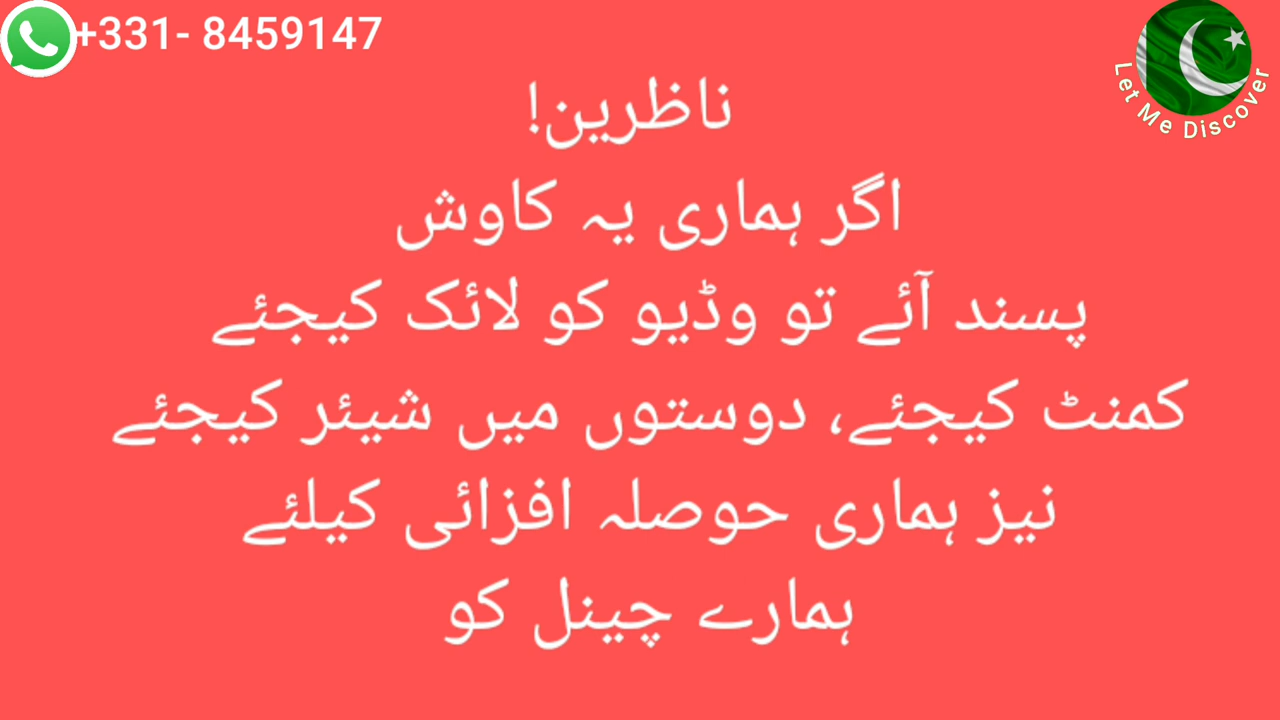 +331- 8459147
Let Me Discover
ناظرین!
اگر ہماری یہ کاوش
پسند آئے تو وڈیو کو لائک کیجئے
کمنٹ کیجئے، دوستوں میں شیئر کیجئے
نیز ہماری حوصلہ افزائی کیلئے
ہمارے چینل کو